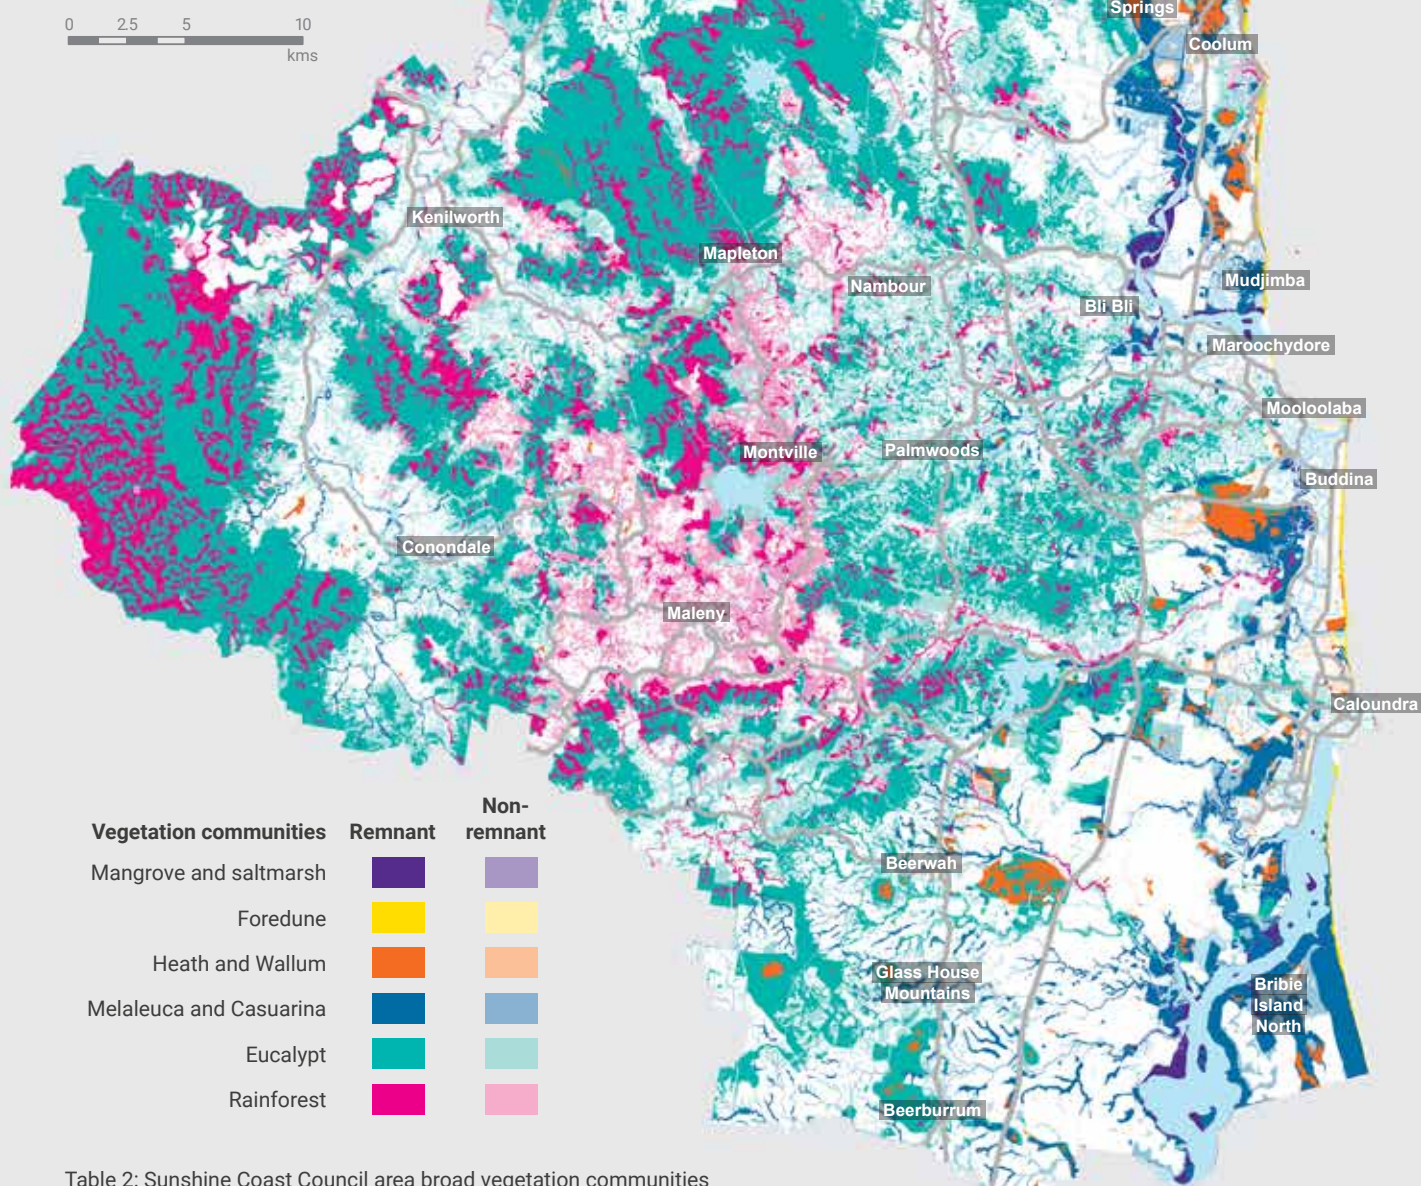 0 2.5 5 10
kms
Springs
Coolum
Kenilworth
Mapleton
Nambour
Mudjimba
Bli Bli
Maroochydore
Mooloolaba
Montville
Palmwoods
Buddina
Conondale
Maleny
Caloundra
Beerwah
Glass House
Mountains
Bribie
Island
North
Beerburrum
Non-
Vegetation communities Remnant remnant
Mangrove and saltmarsh
Foredune
Heath and Wallum
Melaleuca and Casuarina
Eucalypt
Rainforest
Table 2: Sunshine Coast Council area broad vegetation communities